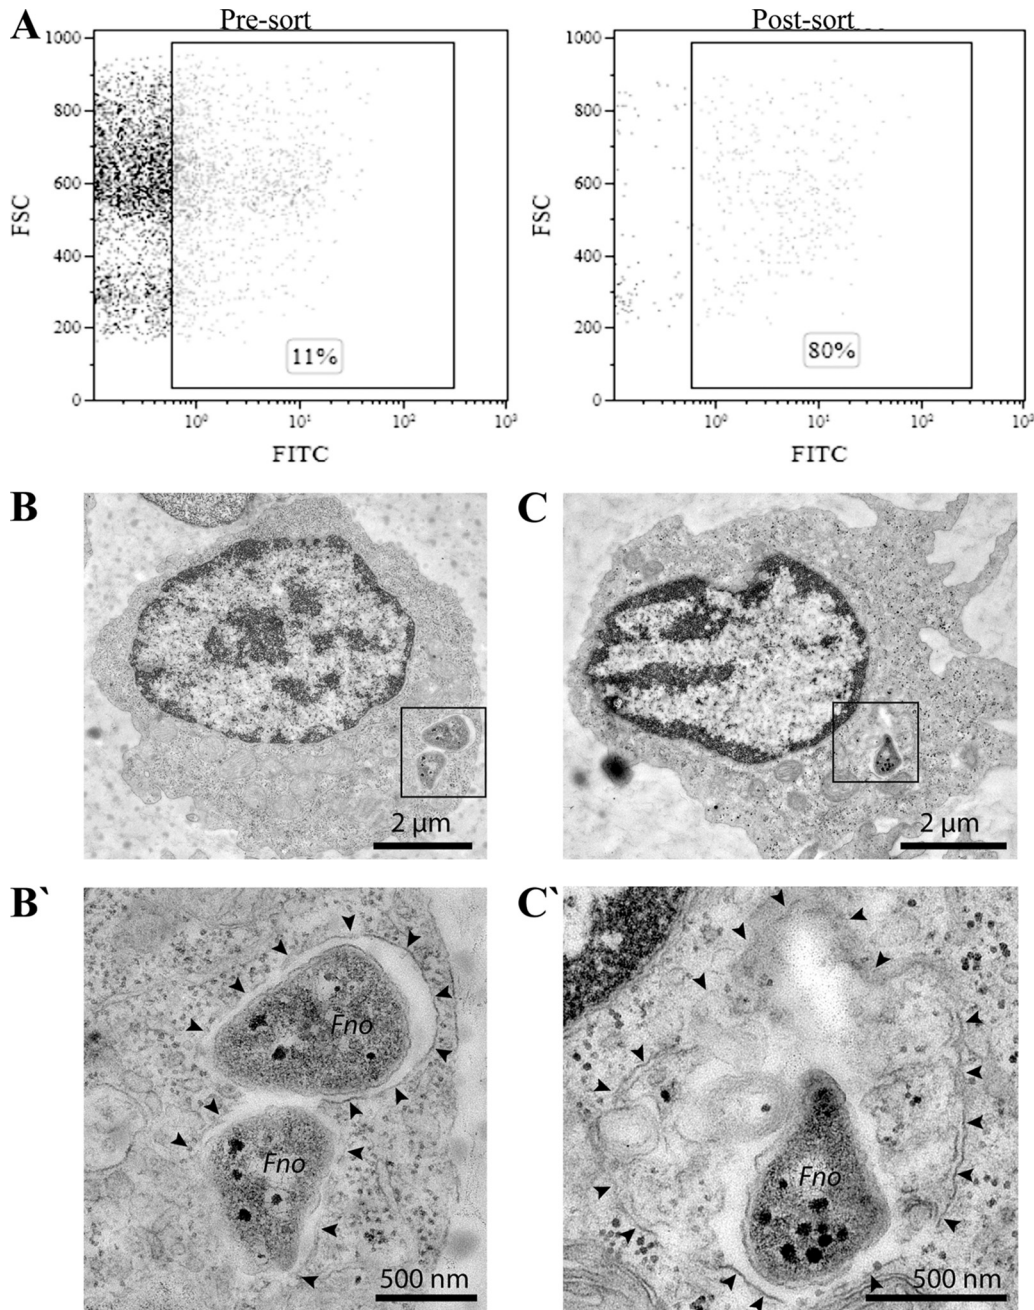 A Pre-sort Post-sort
1000 1000
800 800
FSC 600 FSC 600
400 400
200 200
11% 80%
0 0
10⁰ 10¹ 10² 10³ 10⁰ 10¹ 10² 10³
FITC FITC
B C
2 µm 2 µm
B` C`
Fno
Fno Fno
500 nm 500 nm